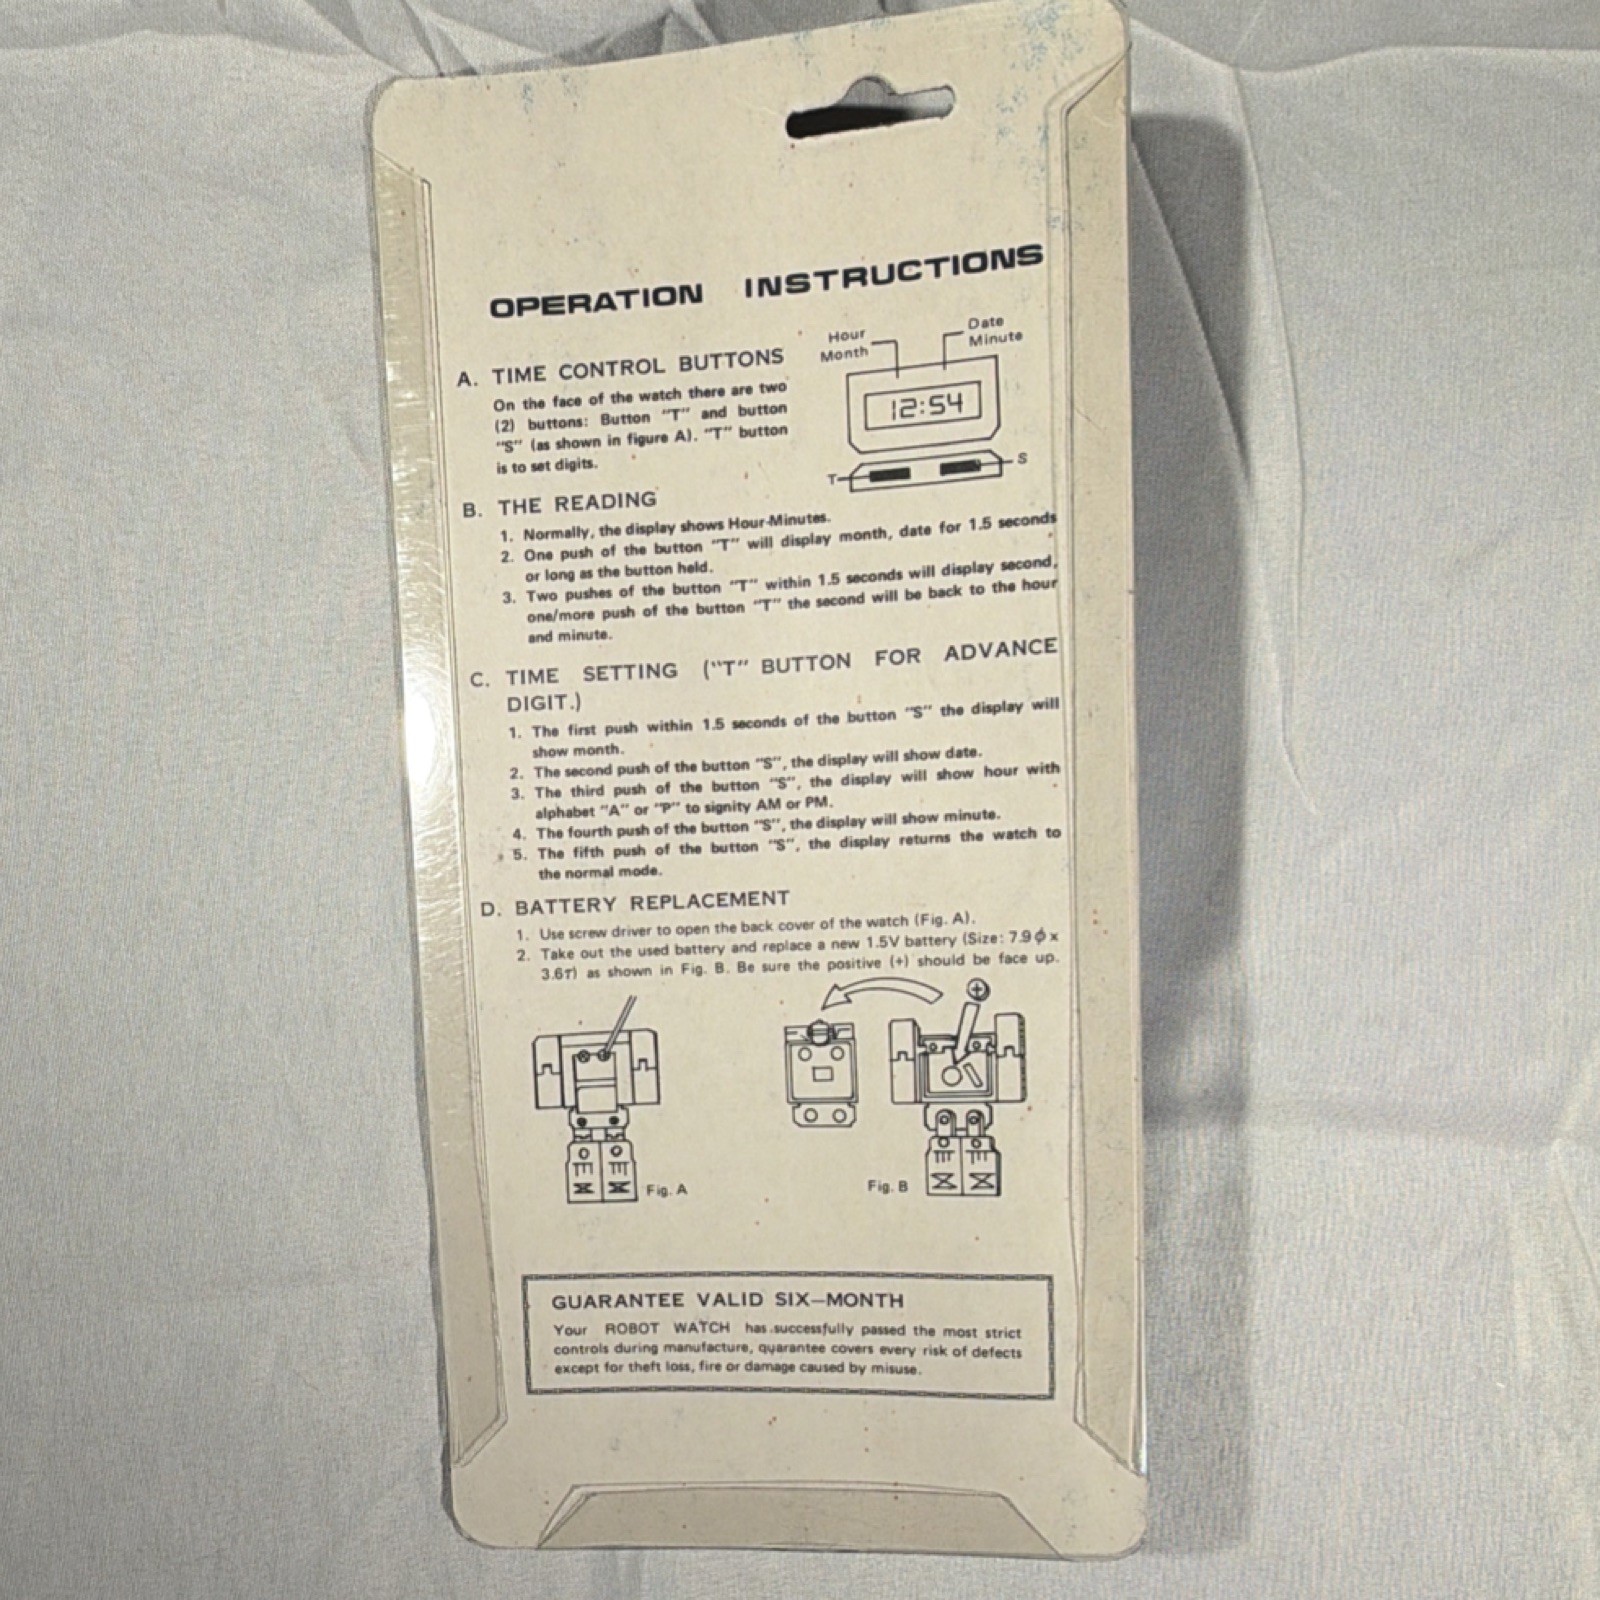 OPERATION INSTRUCTIONS
A. TIME CONTROL BUTTONS
On the face of the watch there are two
(2) buttons: Button "T" and button
"S" (as shown in figure A). "T" button
is to set digits.
Hour
Month
Date
Minute
12:54
T
S
B. THE READING
1. Normally, the display shows Hour-Minutes.
2. One push of the button "T" will display month, date for 1.5 seconds
or long as the button held.
3. Two pushes of the button "T" within 1.5 seconds will display second,
one/more push of the button "T" the second will be back to the hour
and minute.
C. TIME SETTING ("T" BUTTON FOR ADVANCE
DIGIT.)
1. The first push within 1.5 seconds of the button "S" the display will
show month.
2. The second push of the button "S", the display will show date.
3. The third push of the button "S", the display will show hour with
alphabet "A" or "P" to signity AM or PM.
4. The fourth push of the button "S", the display will show minute.
5. The fifth push of the button "S", the display returns the watch to
the normal mode.
D. BATTERY REPLACEMENT
1. Use screw driver to open the back cover of the watch (Fig. A).
2. Take out the used battery and replace a new 1.5V battery (Size: 7.9 ϕ x
3.6τ) as shown in Fig. B. Be sure the positive (+) should be face up.
Fig. A
Fig. B
GUARANTEE VALID SIX—MONTH
Your ROBOT WATCH has successfully passed the most strict
controls during manufacture, quarantee covers every risk of defects
except for theft loss, fire or damage caused by misuse.